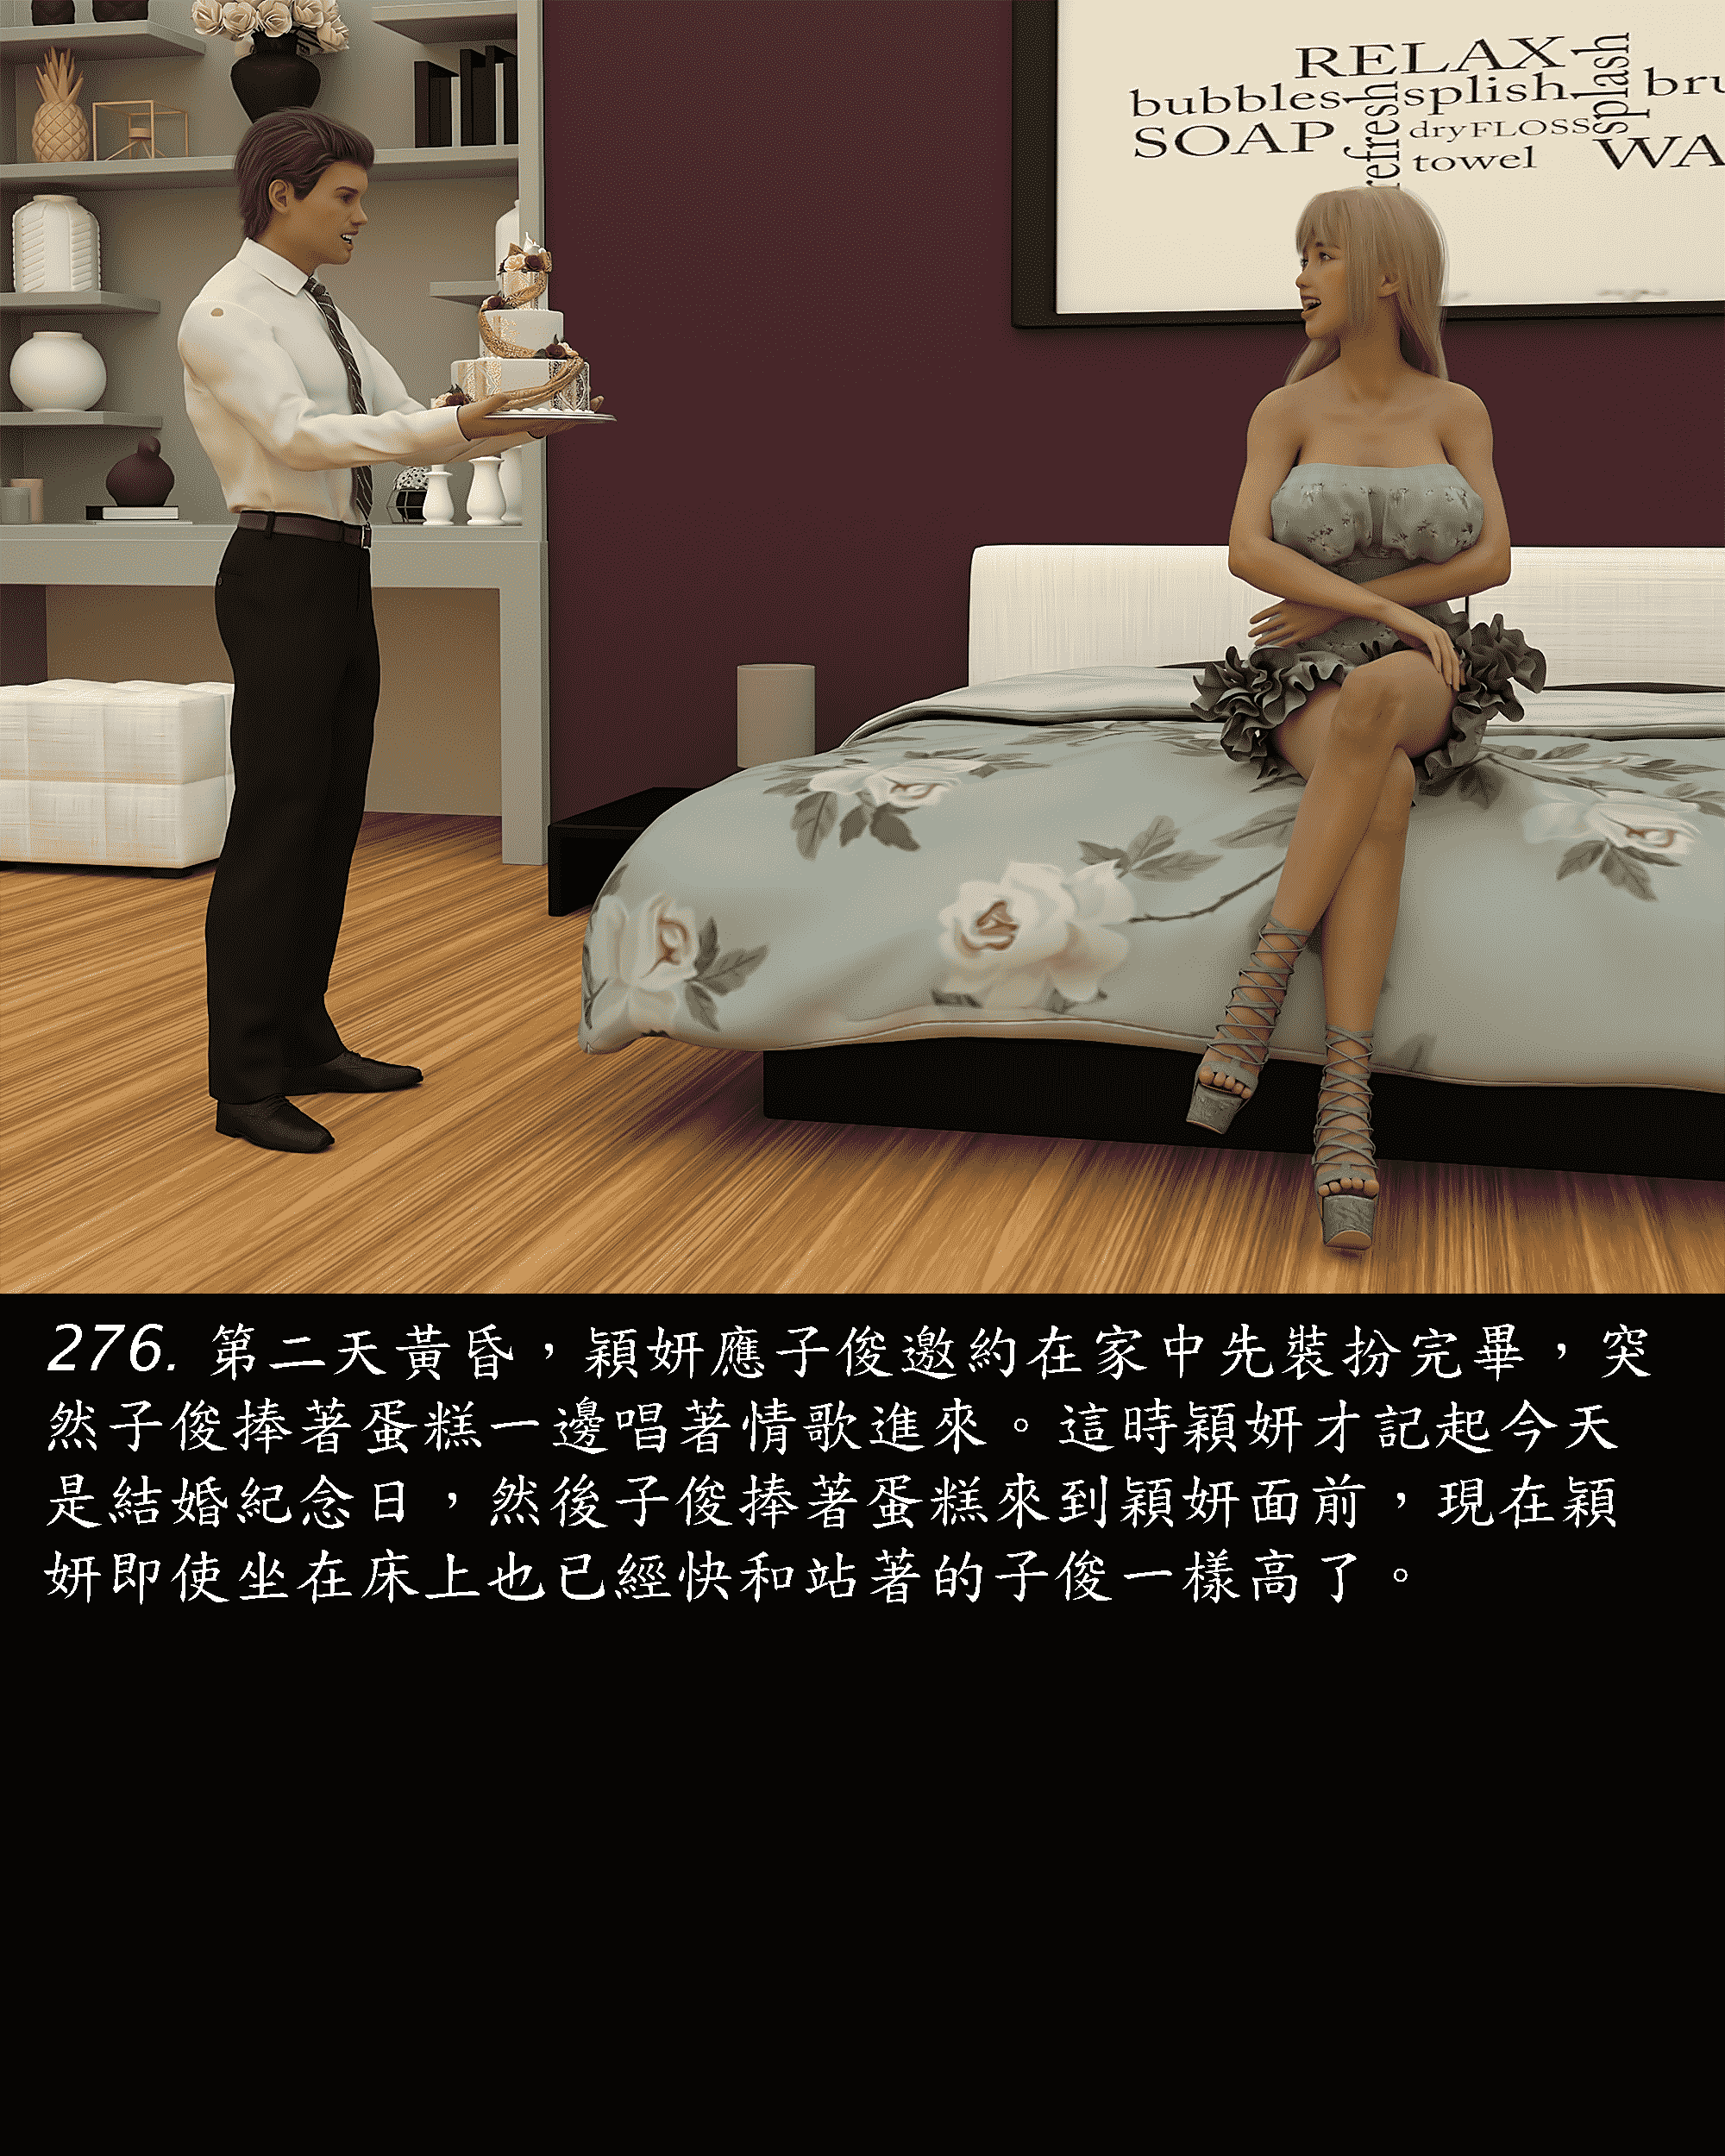 RELAX
bubbles refresh splish splash bru
SOAP dry FLOSS WA
towel
276. 第二天黃昏，穎妍應子俊邀約在家中先裝扮完畢，突
然子俊捧著蛋糕一邊唱著情歌進來。這時穎妍才記起今天
是結婚紀念日，然後子俊捧著蛋糕來到穎妍面前，現在穎
妍即使坐在床上也已經快和站著的子俊一樣高了。